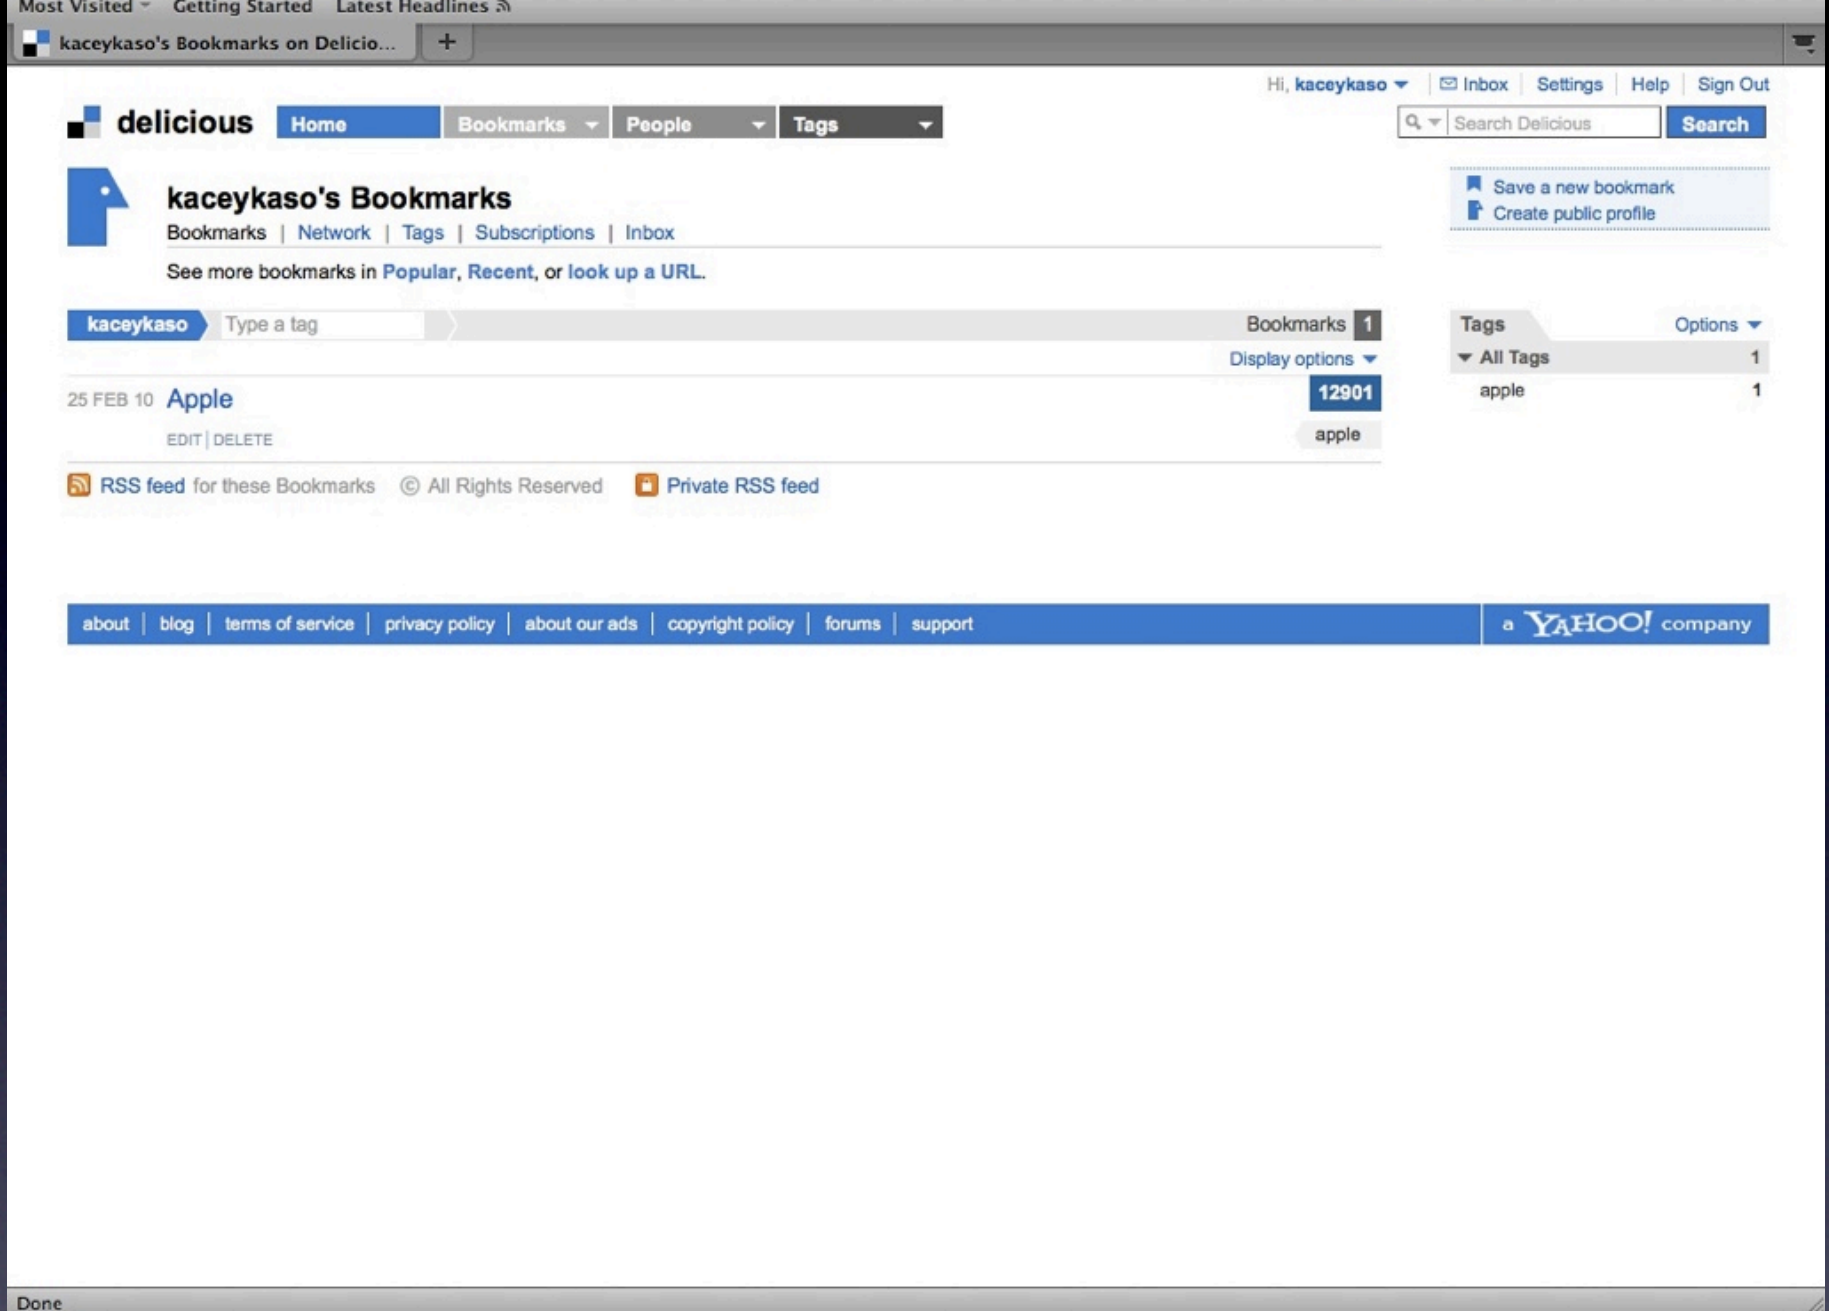 Most Visited Getting Started Latest Headlines
kaceykaso's Bookmarks on Delicio... +
Hi, kaceykaso Inbox Settings Help Sign Out
delicious Home Bookmarks People Tags Search Delicious Search
kaceykaso's Bookmarks
Bookmarks | Network | Tags | Subscriptions | Inbox
See more bookmarks in Popular, Recent, or look up a URL.
Save a new bookmark
Create public profile
kaceykaso Type a tag Bookmarks 1
Display options
25 FEB 10 Apple 12901
EDIT | DELETE apple
RSS feed for these Bookmarks © All Rights Reserved Private RSS feed
Tags Options
All Tags 1
apple 1
about | blog | terms of service | privacy policy | about our ads | copyright policy | forums | support a YAHOO! company
Done